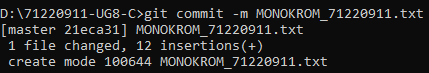 D:\71220911-UG8-C>git commit -m MONOKROM_71220911.txt
[master 21eca31] MONOKROM_71220911.txt
 1 file changed, 12 insertions(+)
 create mode 100644 MONOKROM_71220911.txt